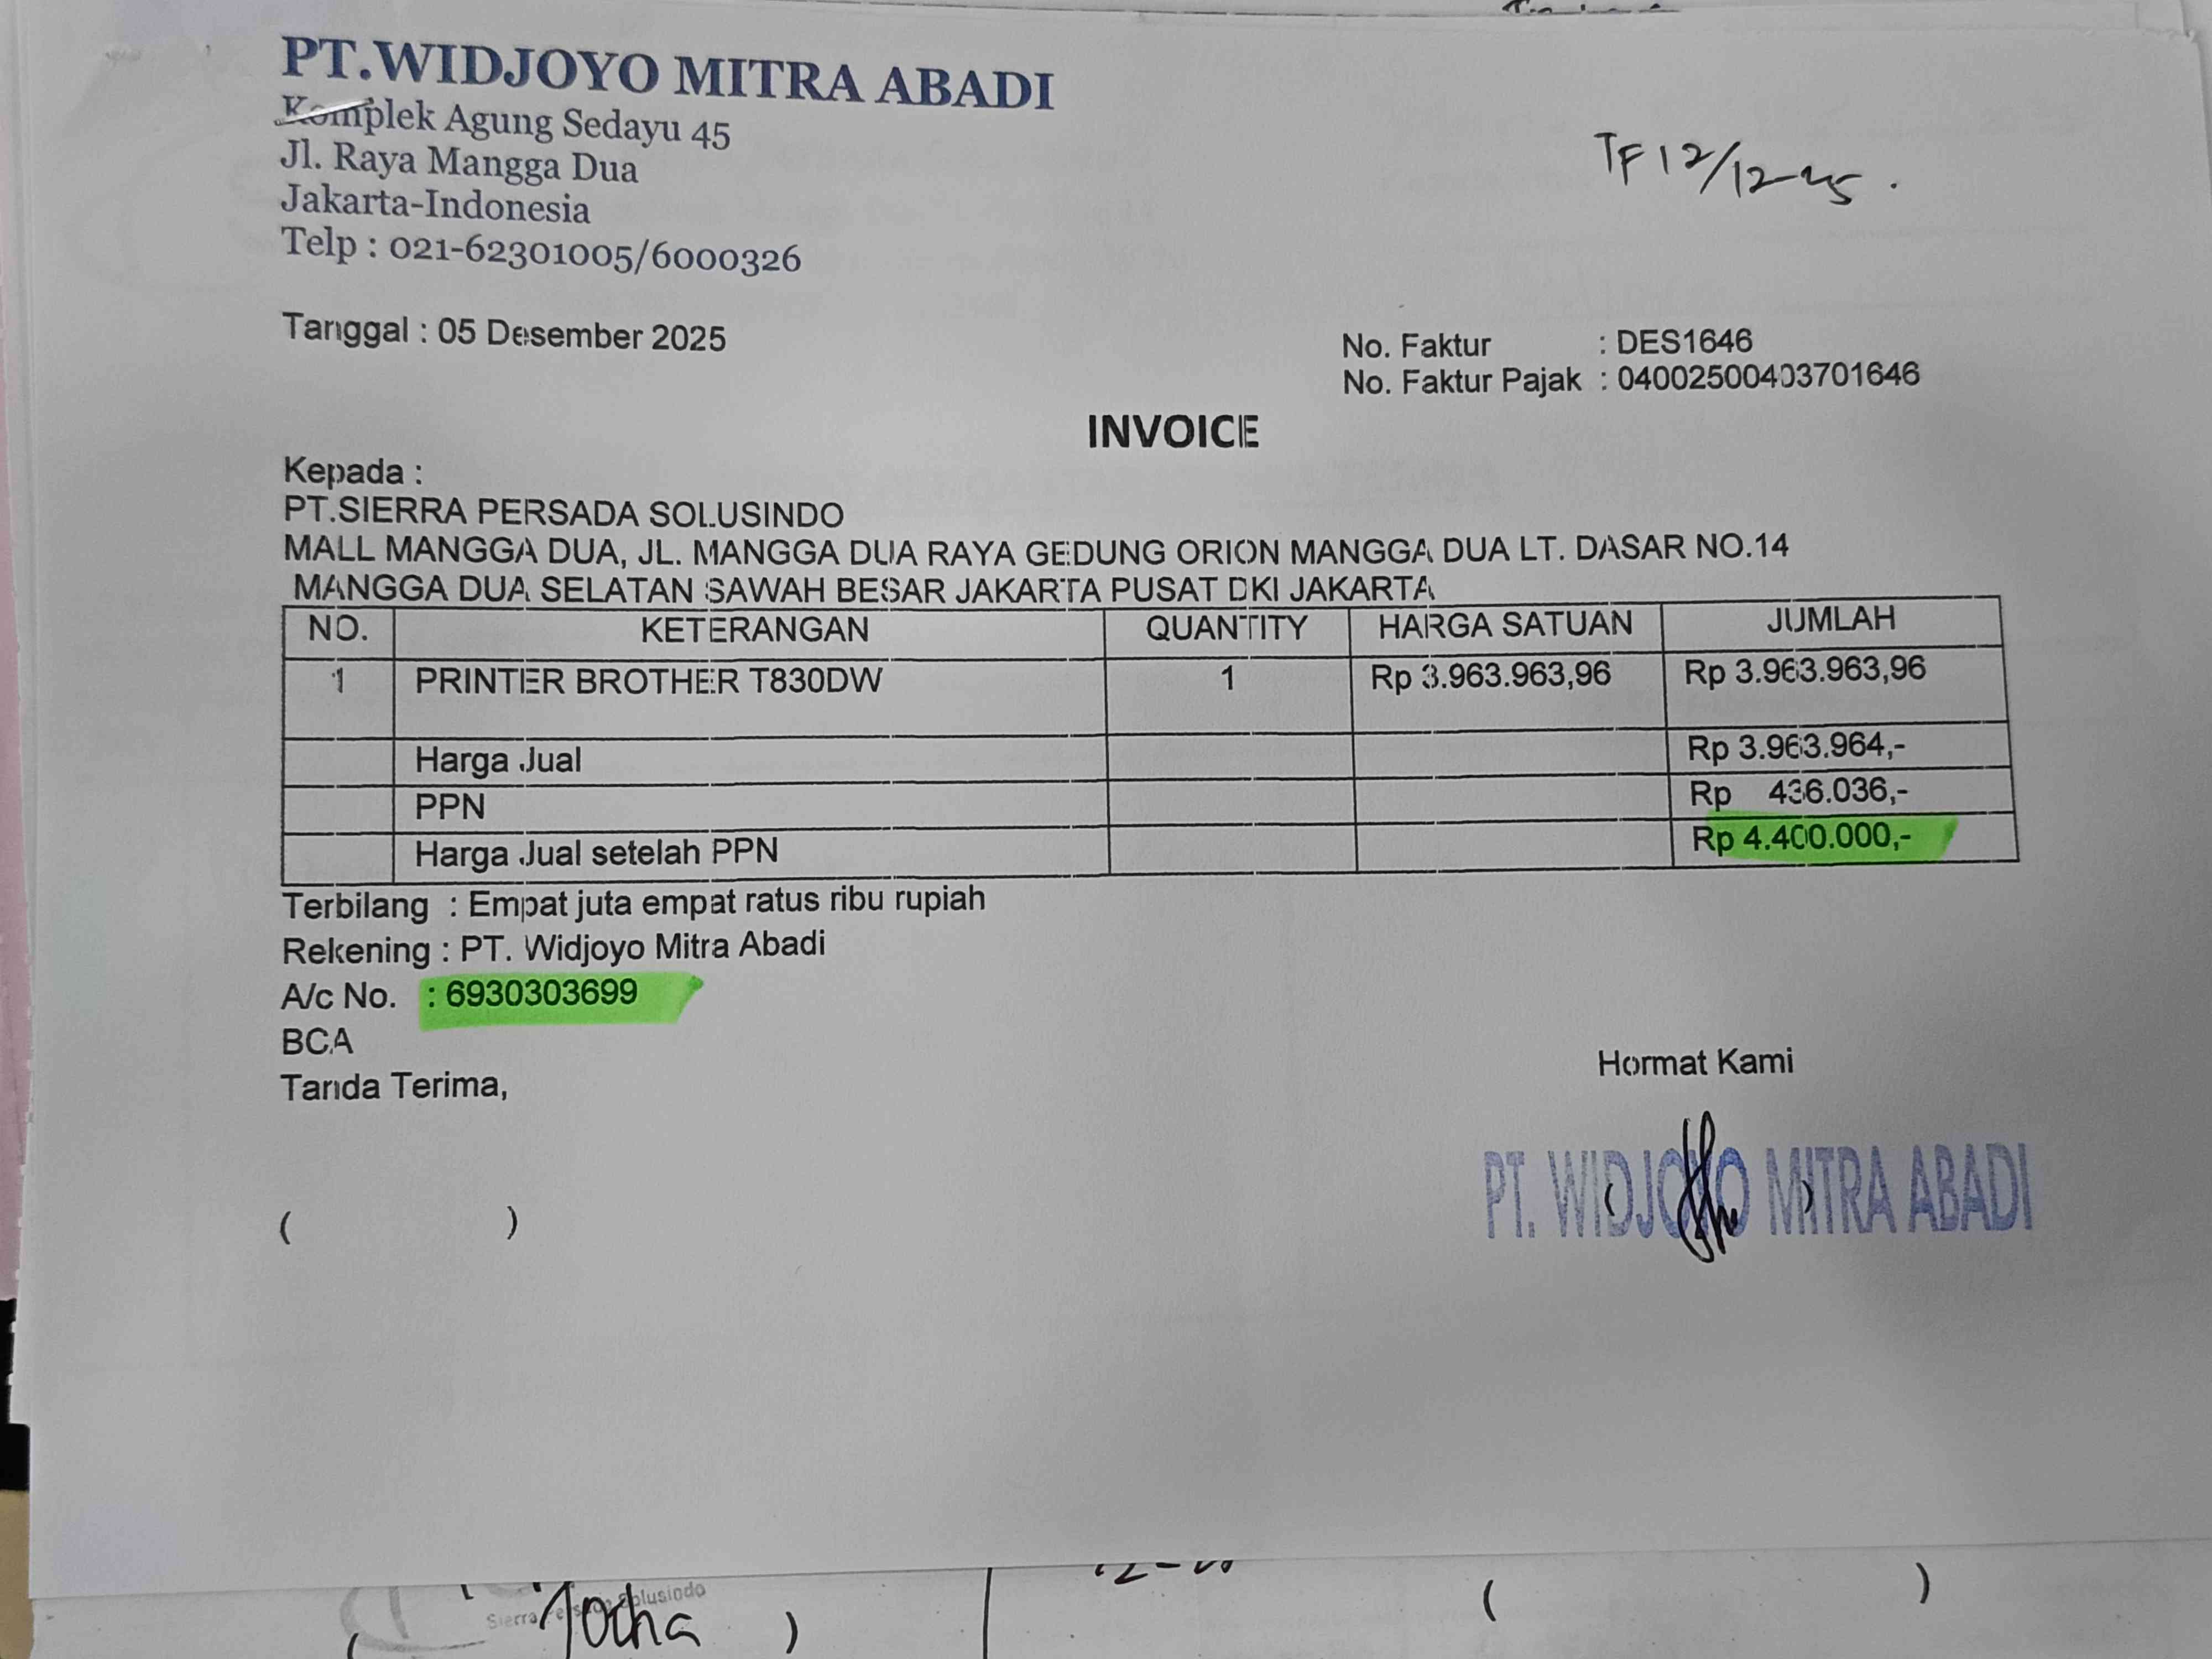 PT.WIDJOYO MITRA ABADI
Komplek Agung Sedayu 45
Jl. Raya Mangga Dua
Jakarta-Indonesia
Telp : 021-62301005/6000326
TF 12/12-25.
Tanggal : 05 Desember 2025
No. Faktur : DES1646
No. Faktur Pajak : 04002500403701646
INVOICE
Kepada :
PT.SIERRA PERSADA SOLUSINDO
MALL MANGGA DUA, JL. MANGGA DUA RAYA GEDUNG ORION MANGGA DUA LT. DASAR NO.14
MANGGA DUA SELATAN SAWAH BESAR JAKARTA PUSAT DKI JAKARTA
NO. KETERANGAN QUANTITY HARGA SATUAN JUMLAH
1 PRINTER BROTHER T830DW 1 Rp 3.963.963,96 Rp 3.963.963,96
Harga Jual Rp 3.963.964,-
PPN Rp 436.036,-
Harga Jual setelah PPN Rp 4.400.000,-
Terbilang : Empat juta empat ratus ribu rupiah
Rekening : PT. Widjoyo Mitra Abadi
A/c No. : 6930303699
BCA
Tanda Terima,
Hormat Kami
PT. WIDJOYO MITRA ABADI
( )
( )
Sierra Persada Solusindo
( )
( )